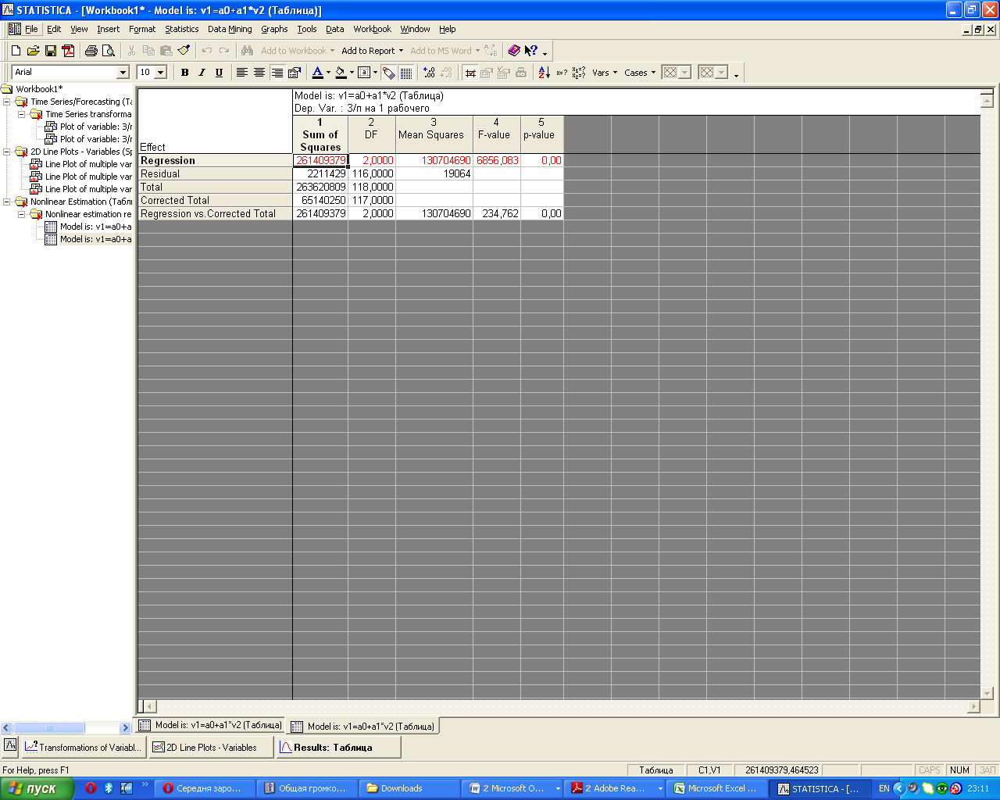 STATISTICA - [Workbook1* - Model is: v1=a0+a1*v2 (Таблица)]
File Edit View Insert Format Statistics Data Mining Graphs Tools Data Workbook Window Help
Add to Workbook Add to Report Add to MS Word
Arial 10 B I U Vars Cases
Workbook1*
Time Series/Forecasting (Ta
Time Series transforma
Plot of variable: З/п
Plot of variable: З/п
2D Line Plots - Variables (Sp
Line Plot of multiple var
Line Plot of multiple var
Line Plot of multiple var
Nonlinear Estimation (Табли
Nonlinear estimation re
Model is: v1=a0+a
Model is: v1=a0+a
Model is: v1=a0+a1*v2 (Таблица)
Dep. Var. : З/п на 1 рабочего
Effect 1 Sum of Squares 2 DF 3 Mean Squares 4 F-value 5 p-value
Regression 261409379 2,0000 130704690 6856,083 0,00
Residual 2211429 116,0000 19064
Total 263620809 118,0000
Corrected Total 65140250 117,0000
Regression vs.Corrected Total 261409379 2,0000 130704690 234,762 0,00
Model is: v1=a0+a1*v2 (Таблица) Model is: v1=a0+a1*v2 (Таблица)
Transformations of Variabl... 2D Line Plots - Variables Results: Таблица
For Help, press F1 Таблица C1,V1 261409379,464523 CAPS NUM ЗАП
пуск Середня заро... Общая громко... Downloads 2 Microsoft O... 2 Adobe Rea... Microsoft Excel ... STATISTICA - [... EN 23:11